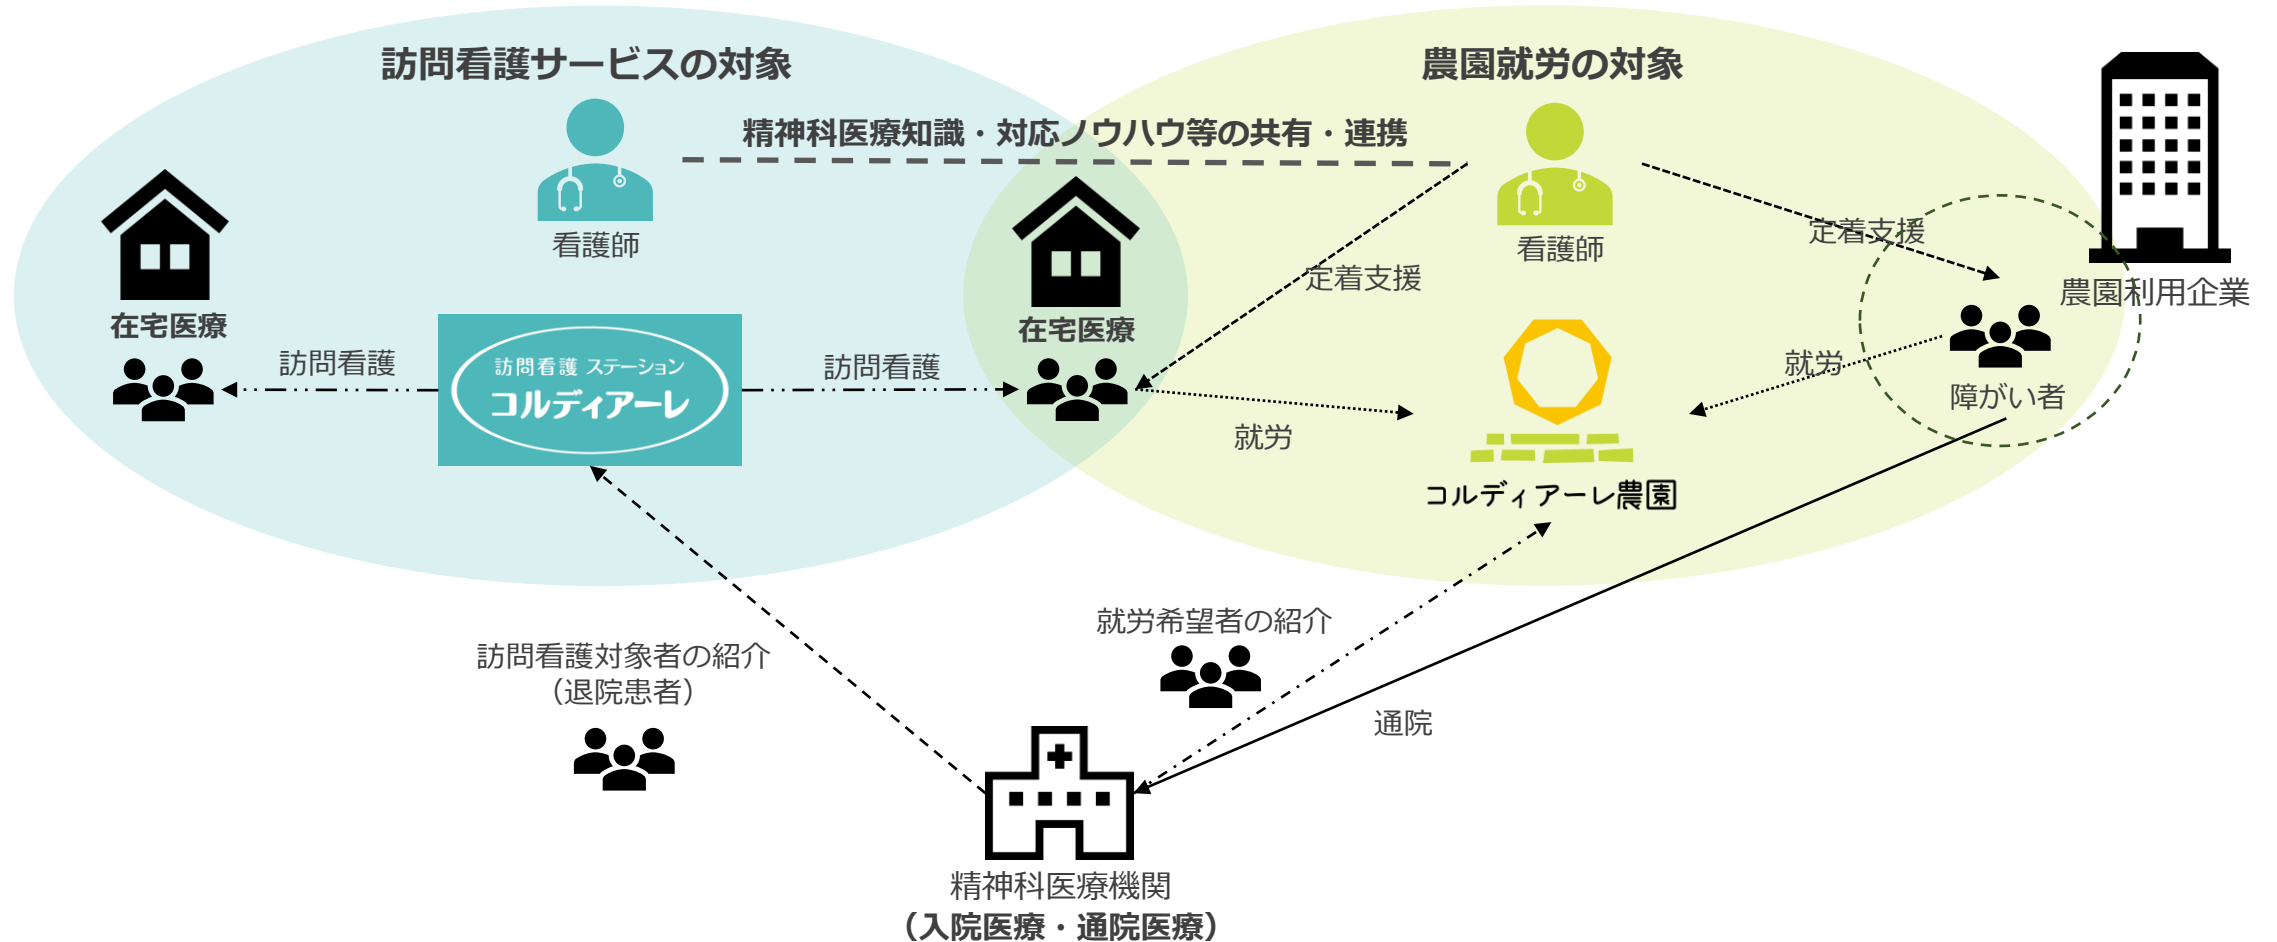 訪問看護サービスの対象
農園就労の対象
精神科医療知識・対応ノウハウ等の共有・連携
看護師
看護師
定着支援
定着支援
農園利用企業
在宅医療
在宅医療
訪問看護
訪問看護 ステーション
コルディアーレ
訪問看護
就労
就労
障がい者
コルディアーレ農園
訪問看護対象者の紹介
（退院患者）
就労希望者の紹介
通院
精神科医療機関
（入院医療・通院医療）